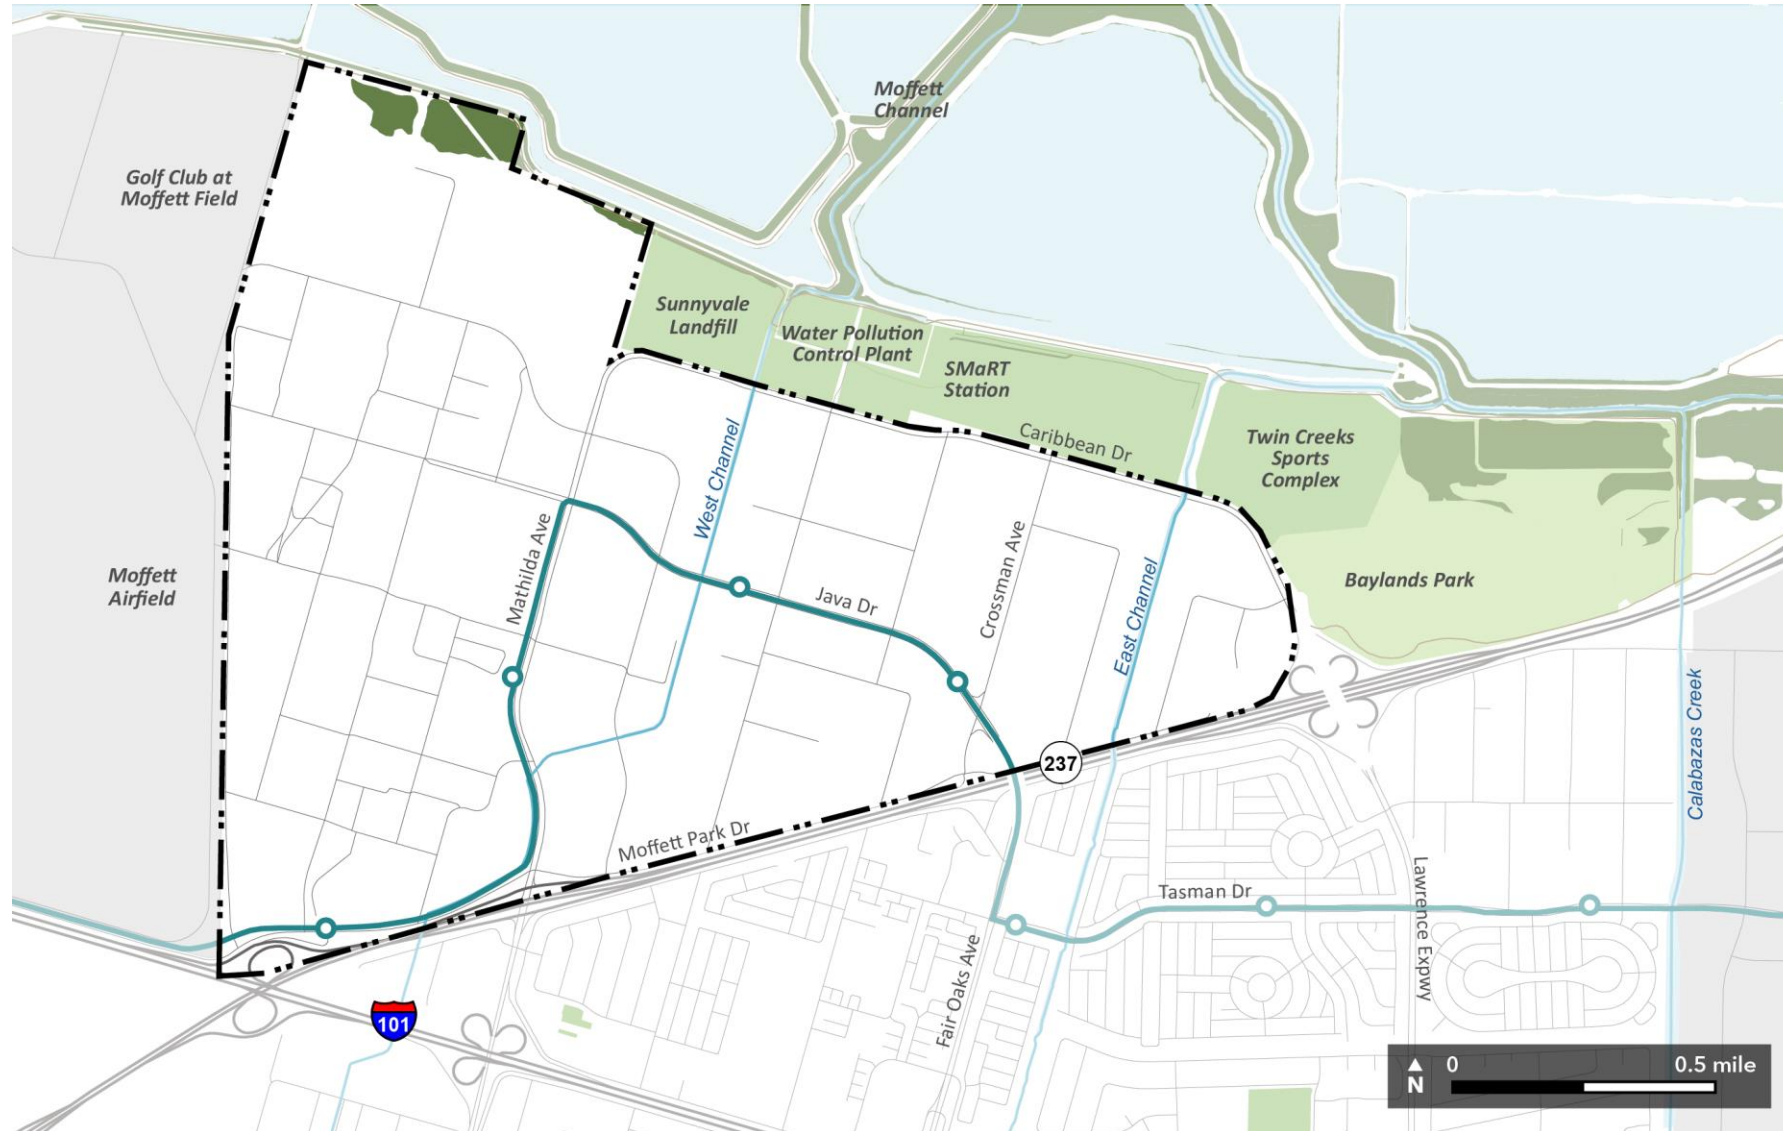 Moffett
Channel
Golf Club at
Moffett Field
Sunnyvale
Landfill
Water Pollution
Control Plant
SMaRT
Station
Caribbean Dr
Twin Creeks
Sports
Complex
West Channel
Mathilda Ave
Crossman Ave
Moffett
Airfield
Java Dr
East Channel
Baylands Park
Calabazas Creek
237
Moffett Park Dr
Tasman Dr
Lawrence Expwy
Fair Oaks Ave
101
N
0
0.5 mile